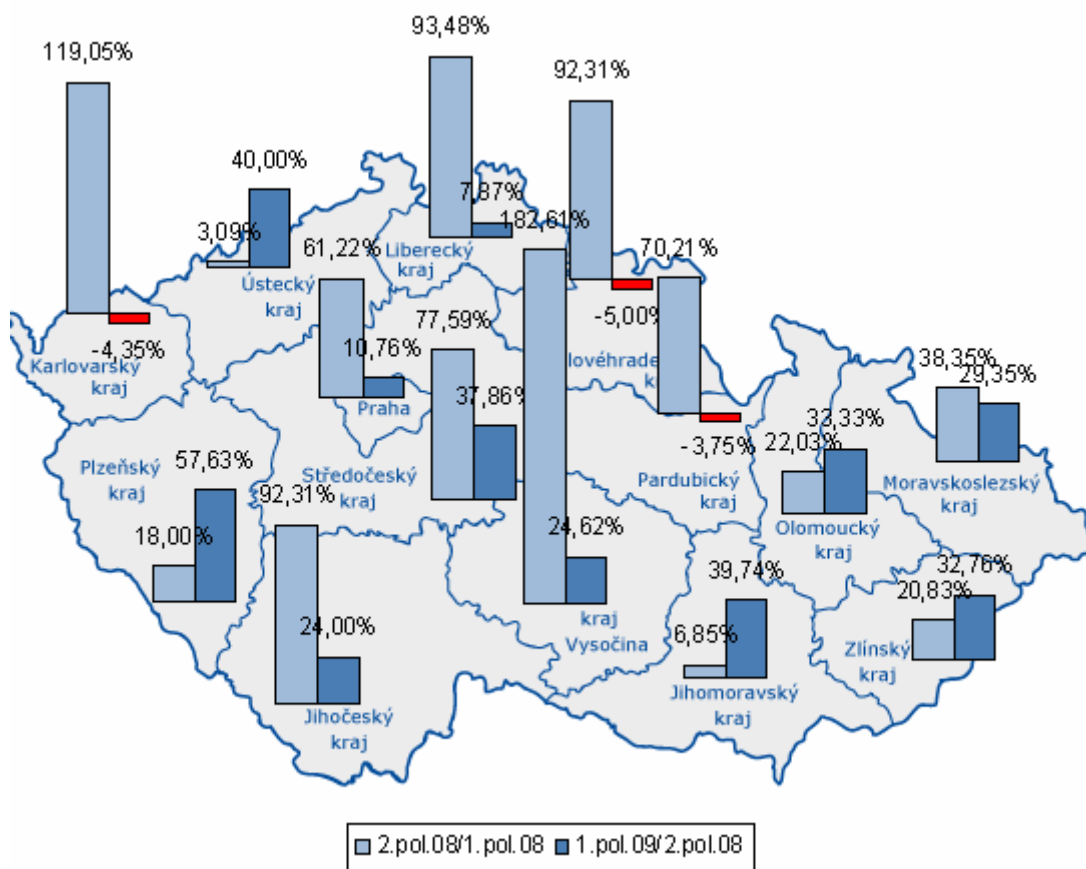 93,48%
119,05%
92,31%
40,00%
7,87%
182,61%
3,09%
61,22%
Liberecký
kraj
70,21%
Ústecký
kraj
-5,00%
77,59%
-4,35%
10,76%
Karlovarský
kraj
38,35%
29,35%
37,86%
Praha
33,33%
22,03%
-3,75%
57,63%
Plzeňský
kraj
Středočeský
kraj
Pardubický
kraj
Moravskoslezský
kraj
92,31%
Olomoucký
kraj
18,00%
24,62%
32,76%
39,74%
20,83%
kraj
Vysočina
24,00%
6,85%
Zlínský
kraj
Jihomoravský
kraj
Jihočeský
kraj
2.pol.08/1.pol.08 1.pol.09/2.pol.08